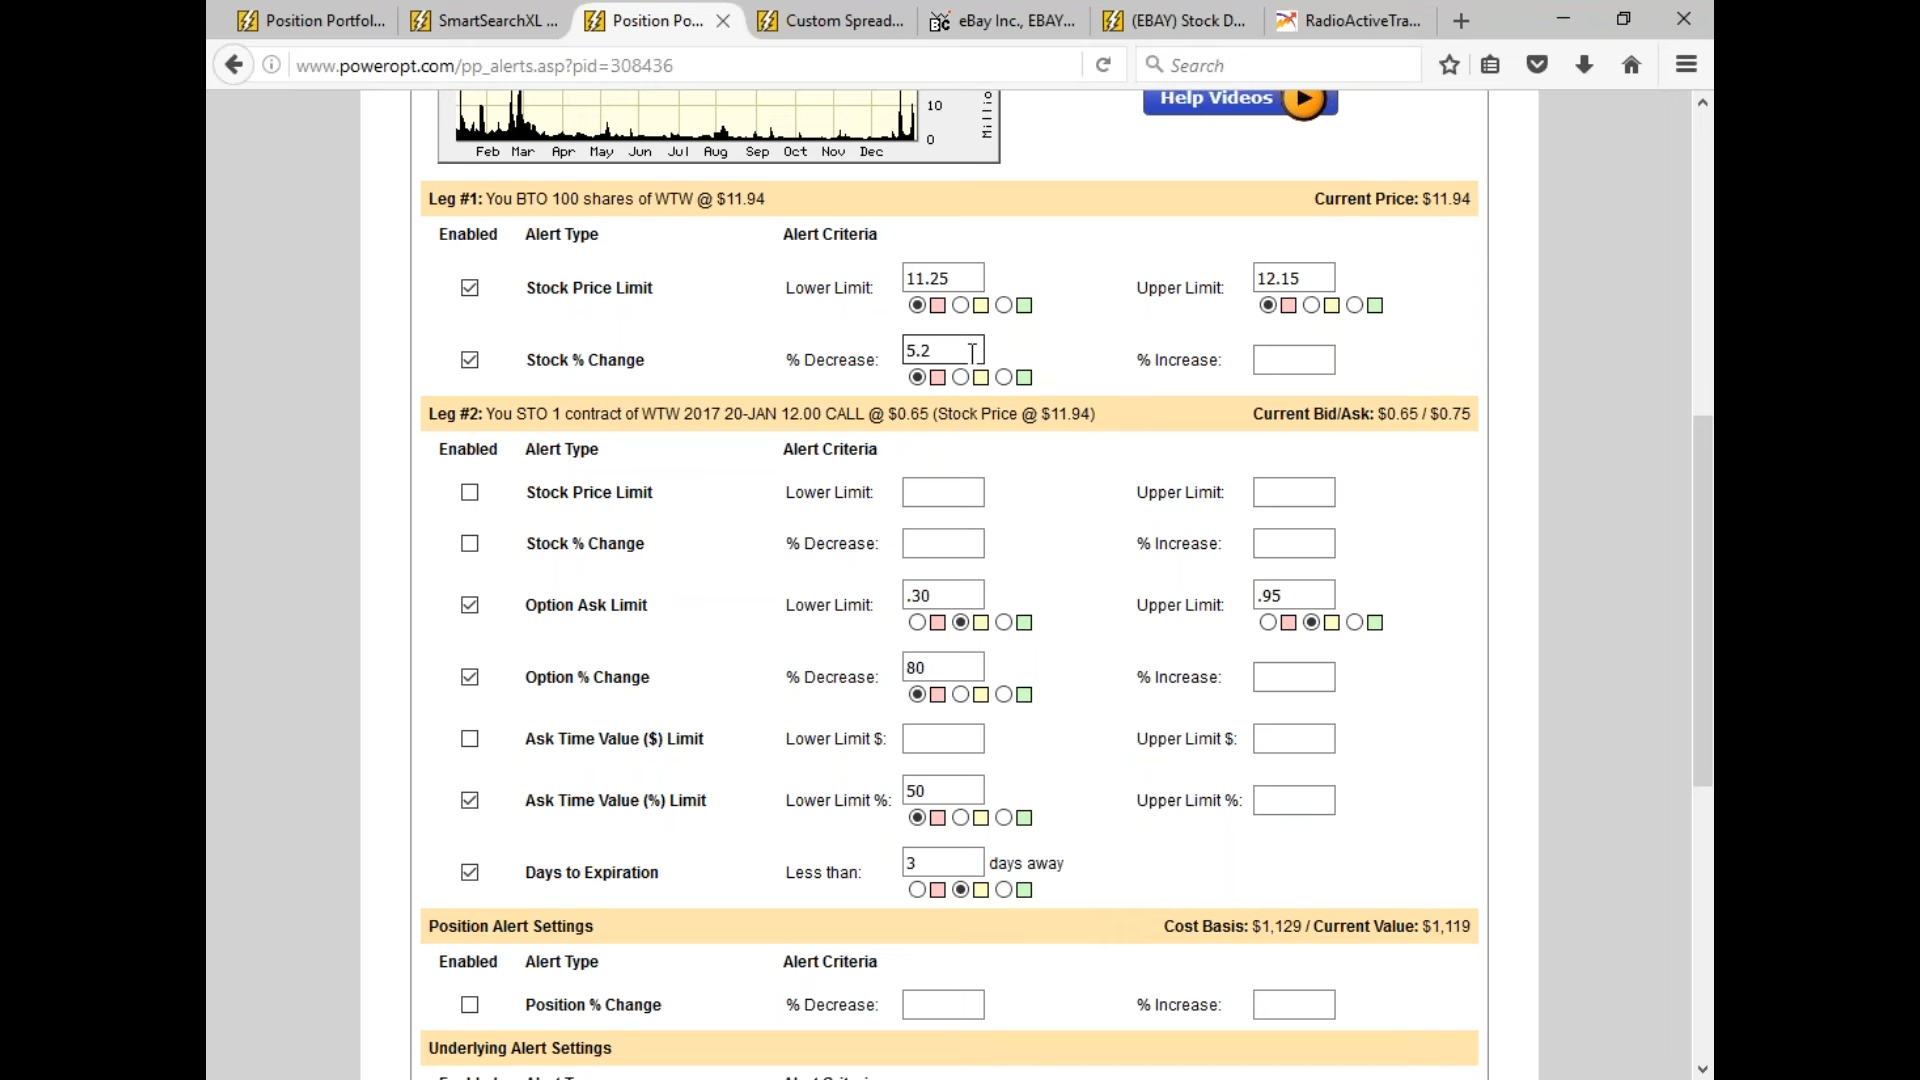 Position Portfol...
SmartSearchXL ...
Position Po...
Custom Spread...
eBay Inc., EBAY...
(EBAY) Stock D...
RadioActiveTra...
www.poweropt.com/pp_alerts.asp?pid=308436
Search
10
0
Millio
Feb Mar Apr May Jun Jul Aug Sep Oct Nov Dec
Help Videos
Leg #1: You BTO 100 shares of WTW @ $11.94 Current Price: $11.94
Enabled Alert Type Alert Criteria
Stock Price Limit Lower Limit: 11.25 Upper Limit: 12.15
Stock % Change % Decrease: 5.2 % Increase:
Leg #2: You STO 1 contract of WTW 2017 20-JAN 12.00 CALL @ $0.65 (Stock Price @ $11.94) Current Bid/Ask: $0.65 / $0.75
Enabled Alert Type Alert Criteria
Stock Price Limit Lower Limit: Upper Limit:
Stock % Change % Decrease: % Increase:
Option Ask Limit Lower Limit: .30 Upper Limit: .95
Option % Change % Decrease: 80 % Increase:
Ask Time Value ($) Limit Lower Limit $: Upper Limit $:
Ask Time Value (%) Limit Lower Limit %: 50 Upper Limit %:
Days to Expiration Less than: 3 days away
Position Alert Settings Cost Basis: $1,129 / Current Value: $1,119
Enabled Alert Type Alert Criteria
Position % Change % Decrease: % Increase:
Underlying Alert Settings